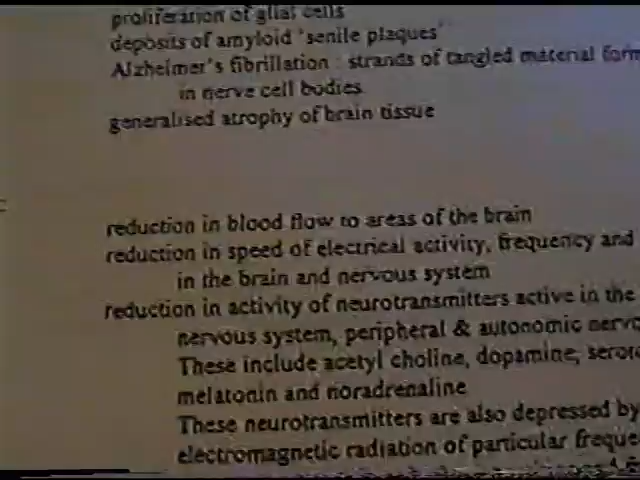 proliferation of glial cells
deposits of amyloid 'senile plaques'
Alzheimer's fibrillation : strands of tangled material form
in nerve cell bodies
generalised atrophy of brain tissue
reduction in blood flow to areas of the brain
reduction in speed of electrical activity, frequency and
in the brain and nervous system
reduction in activity of neurotransmitters active in the
nervous system, peripheral & autonomic nervo
These include acetyl choline, dopamine, seroto
melatonin and noradrenaline
These neurotransmitters are also depressed by
electromagnetic radiation of particular freque